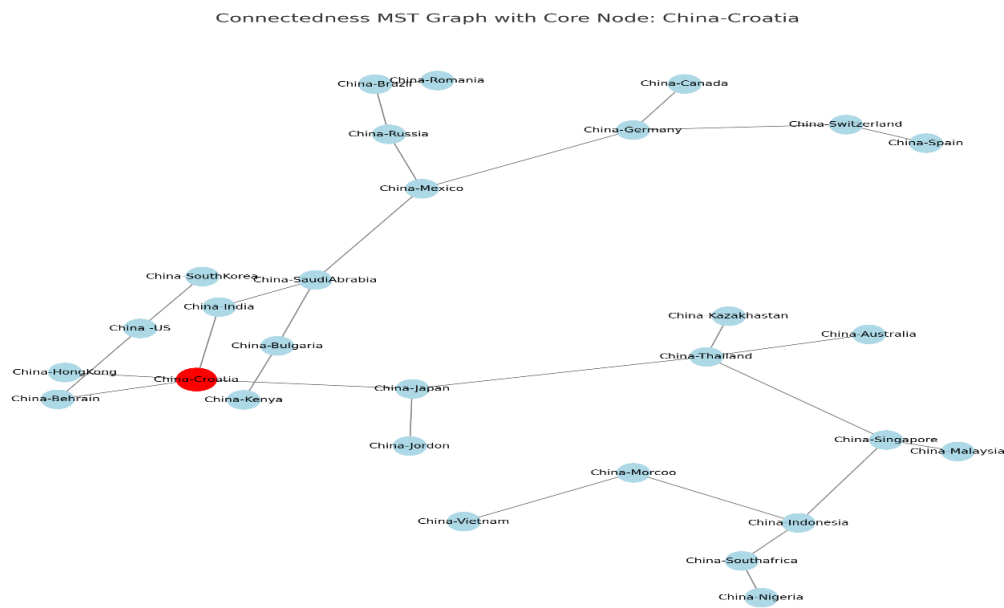 Connectedness MST Graph with Core Node: China-Croatia
China-Brazil
China-Romania
China-Canada
China-Russia
China-Germany
China-Switzerland
China-Spain
China-Mexico
China SouthKorea
China-SaudiAbrabia
China India
China Kazakhastan
China -US
China Australia
China-Bulgaria
China-Thailand
China-HongKong
China-Croatia
China-Japan
China-Behrain
China-Kenya
China-Jordon
China-Singapore
China Malaysia
China-Morcoo
China-Vietnam
China Indonesia
China-Southafrica
China-Nigeria